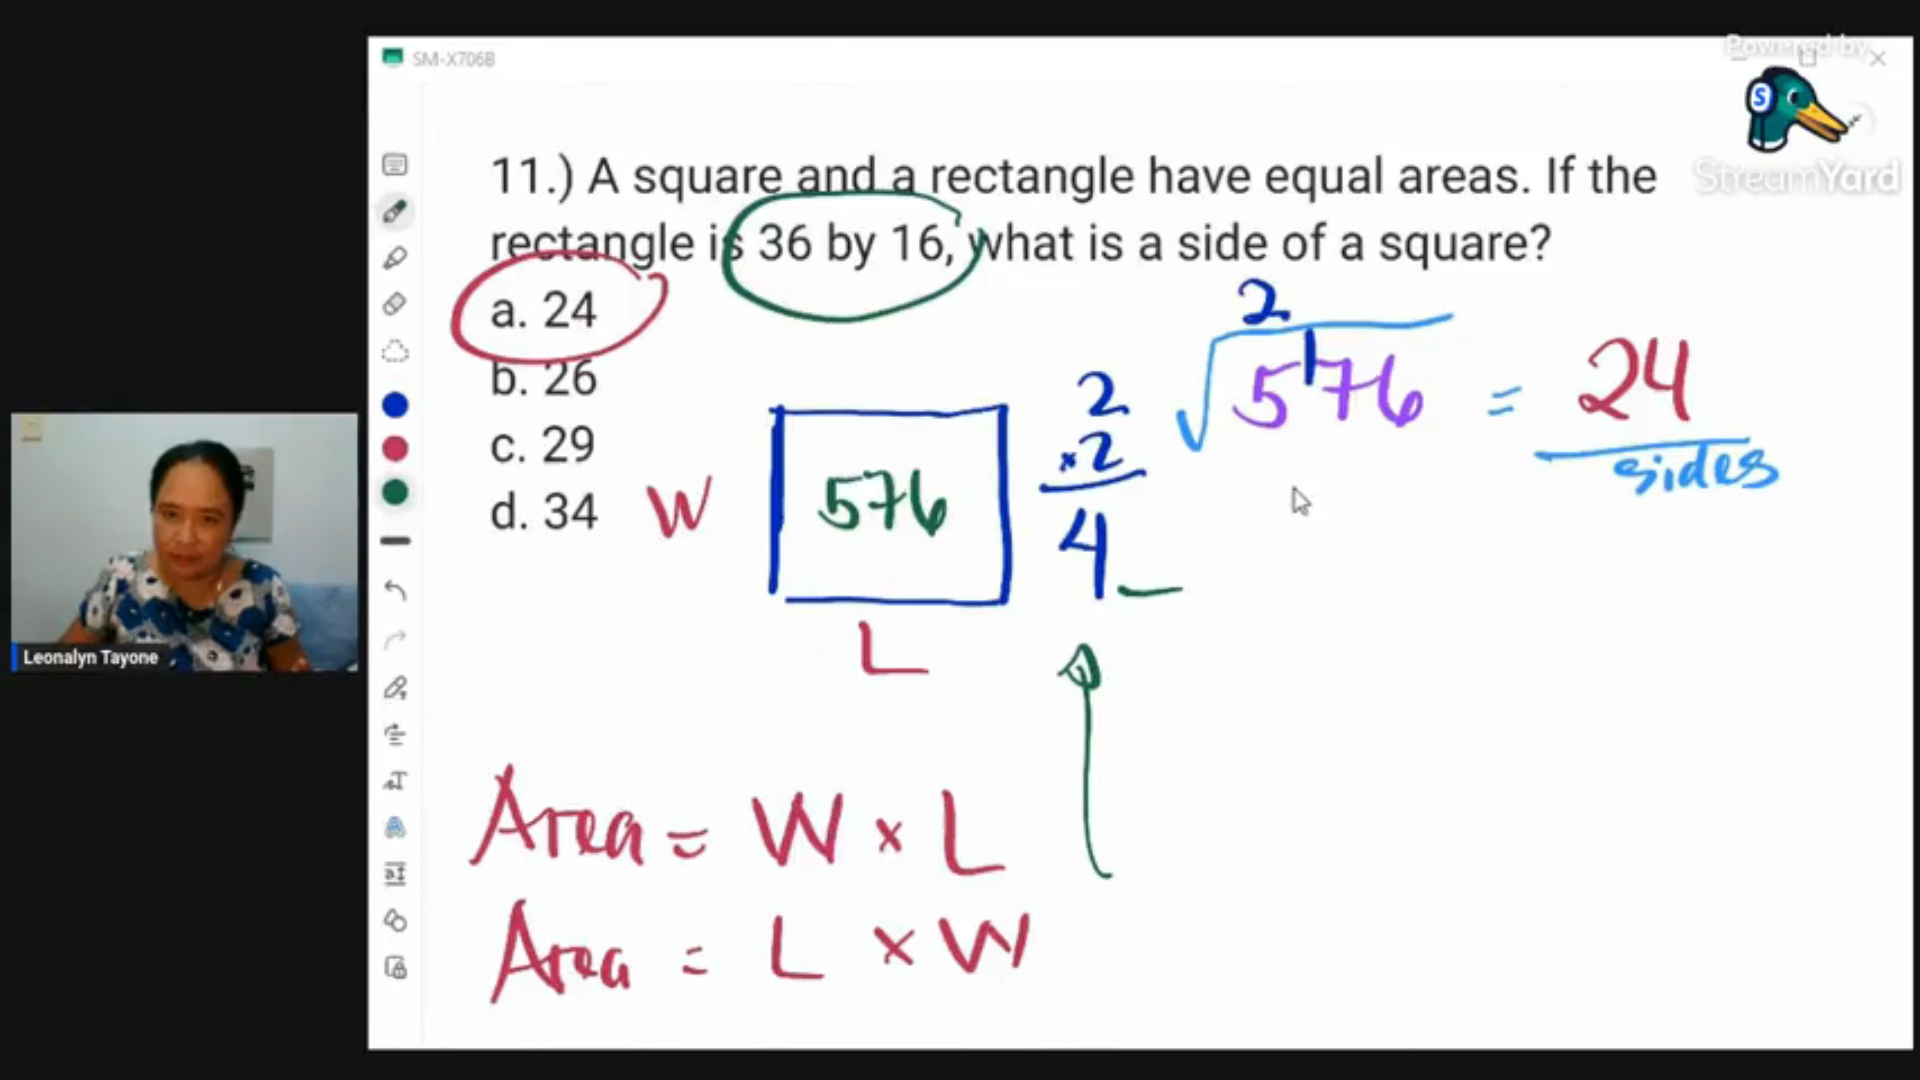 SM-X706B
Powered by
StreamYard
11.) A square and a rectangle have equal areas. If the
rectangle is 36 by 16, what is a side of a square?
a. 24
b. 26
c. 29
d. 34
2
√576 = 24
sides
2
×2
4
W
576
L
Area = W × L
Area = L × W
Leonalyn Tayone